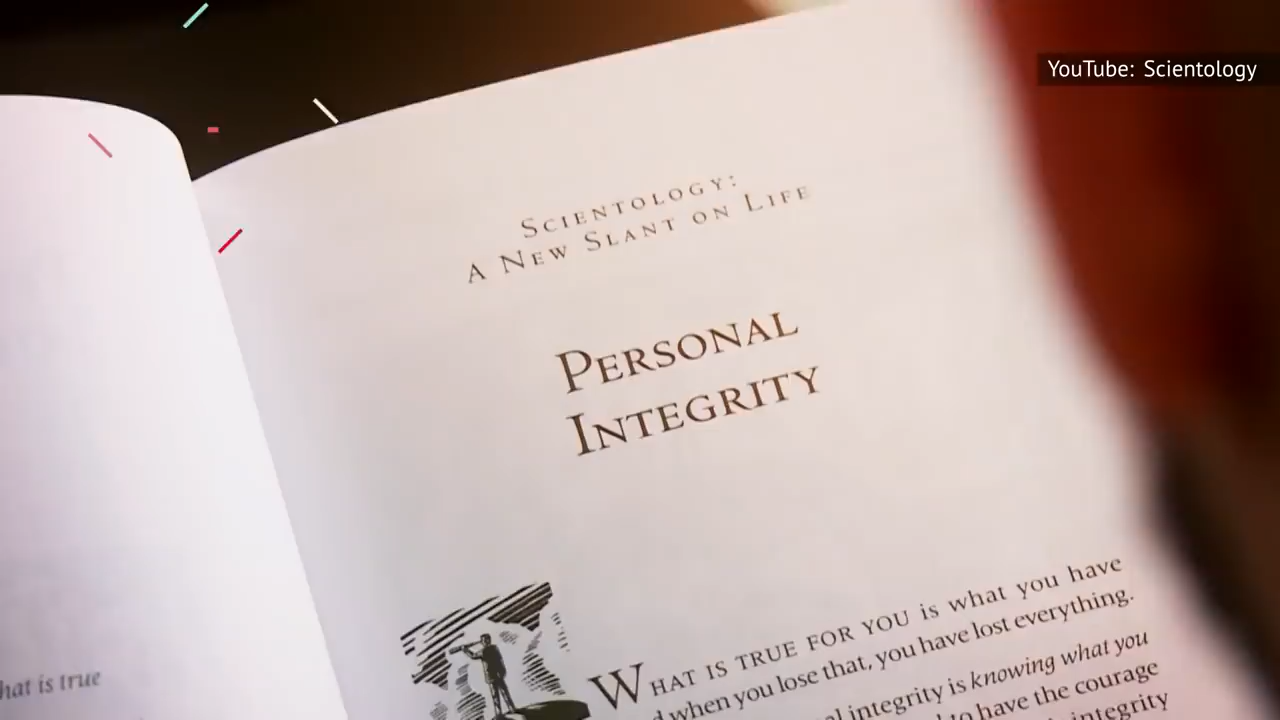 YouTube: Scientology
SCIENTOLOGY:
A NEW SLANT ON LIFE
PERSONAL
INTEGRITY
WHAT IS TRUE FOR YOU is what you have
when you lose that, you have lost everything.
integrity is knowing what you
to have the courage
integrity
is true